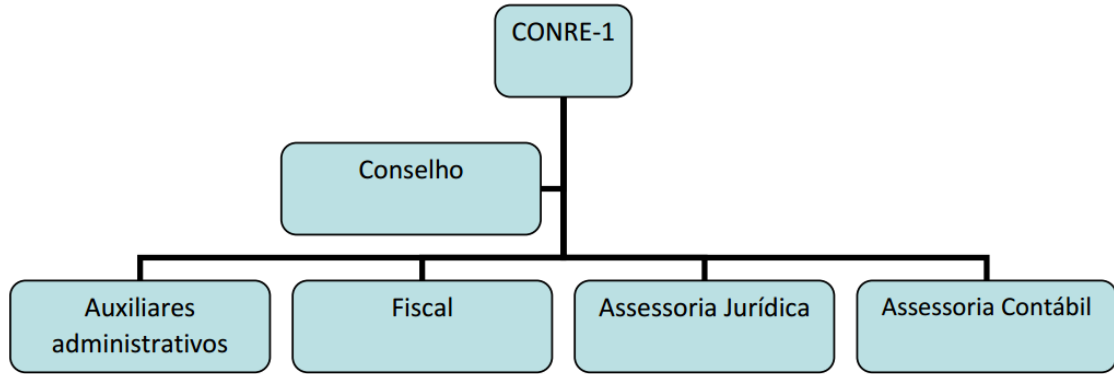 CONRE-1
Conselho
Auxiliares
administrativos
Fiscal
Assessoria Jurídica
Assessoria Contábil